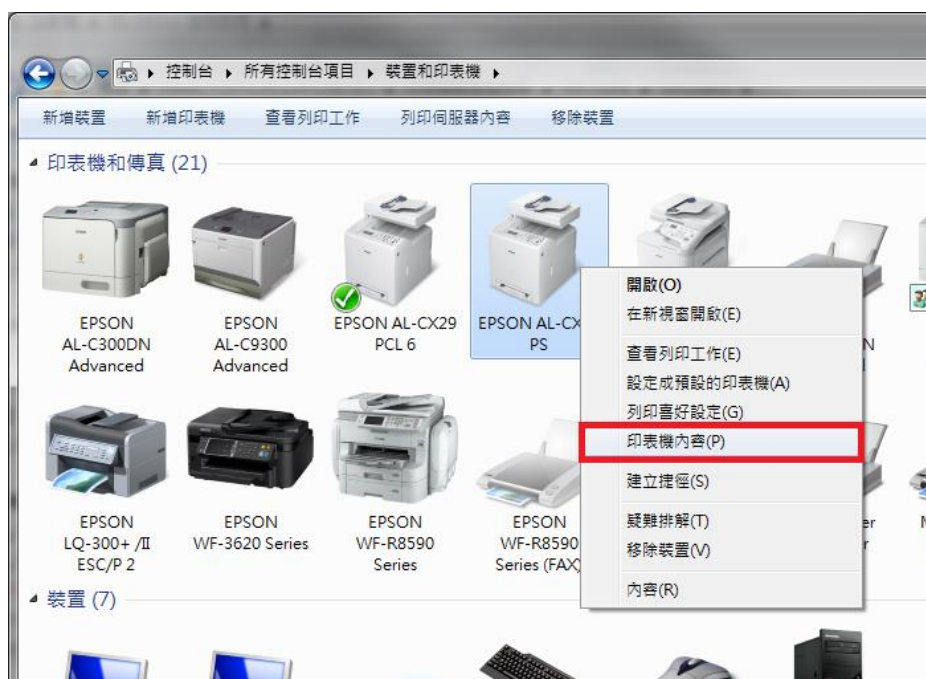 控制台 ▸ 所有控制台項目 ▸ 裝置和印表機 ▸
新增裝置 新增印表機 查看列印工作 列印伺服器內容 移除裝置
印表機和傳真 (21)
EPSON
AL-C300DN
Advanced
EPSON
AL-C9300
Advanced
EPSON AL-CX29
PCL 6
EPSON AL-CX
PS
開啟(O)
在新視窗開啟(E)
查看列印工作(E)
設定成預設的印表機(A)
列印喜好設定(G)
印表機內容(P)
建立捷徑(S)
疑難排解(T)
移除裝置(V)
內容(R)
EPSON
LQ-300+ /II
ESC/P 2
EPSON
WF-3620 Series
EPSON
WF-R8590
Series
EPSON
WF-R8590
Series (FAX)
裝置 (7)